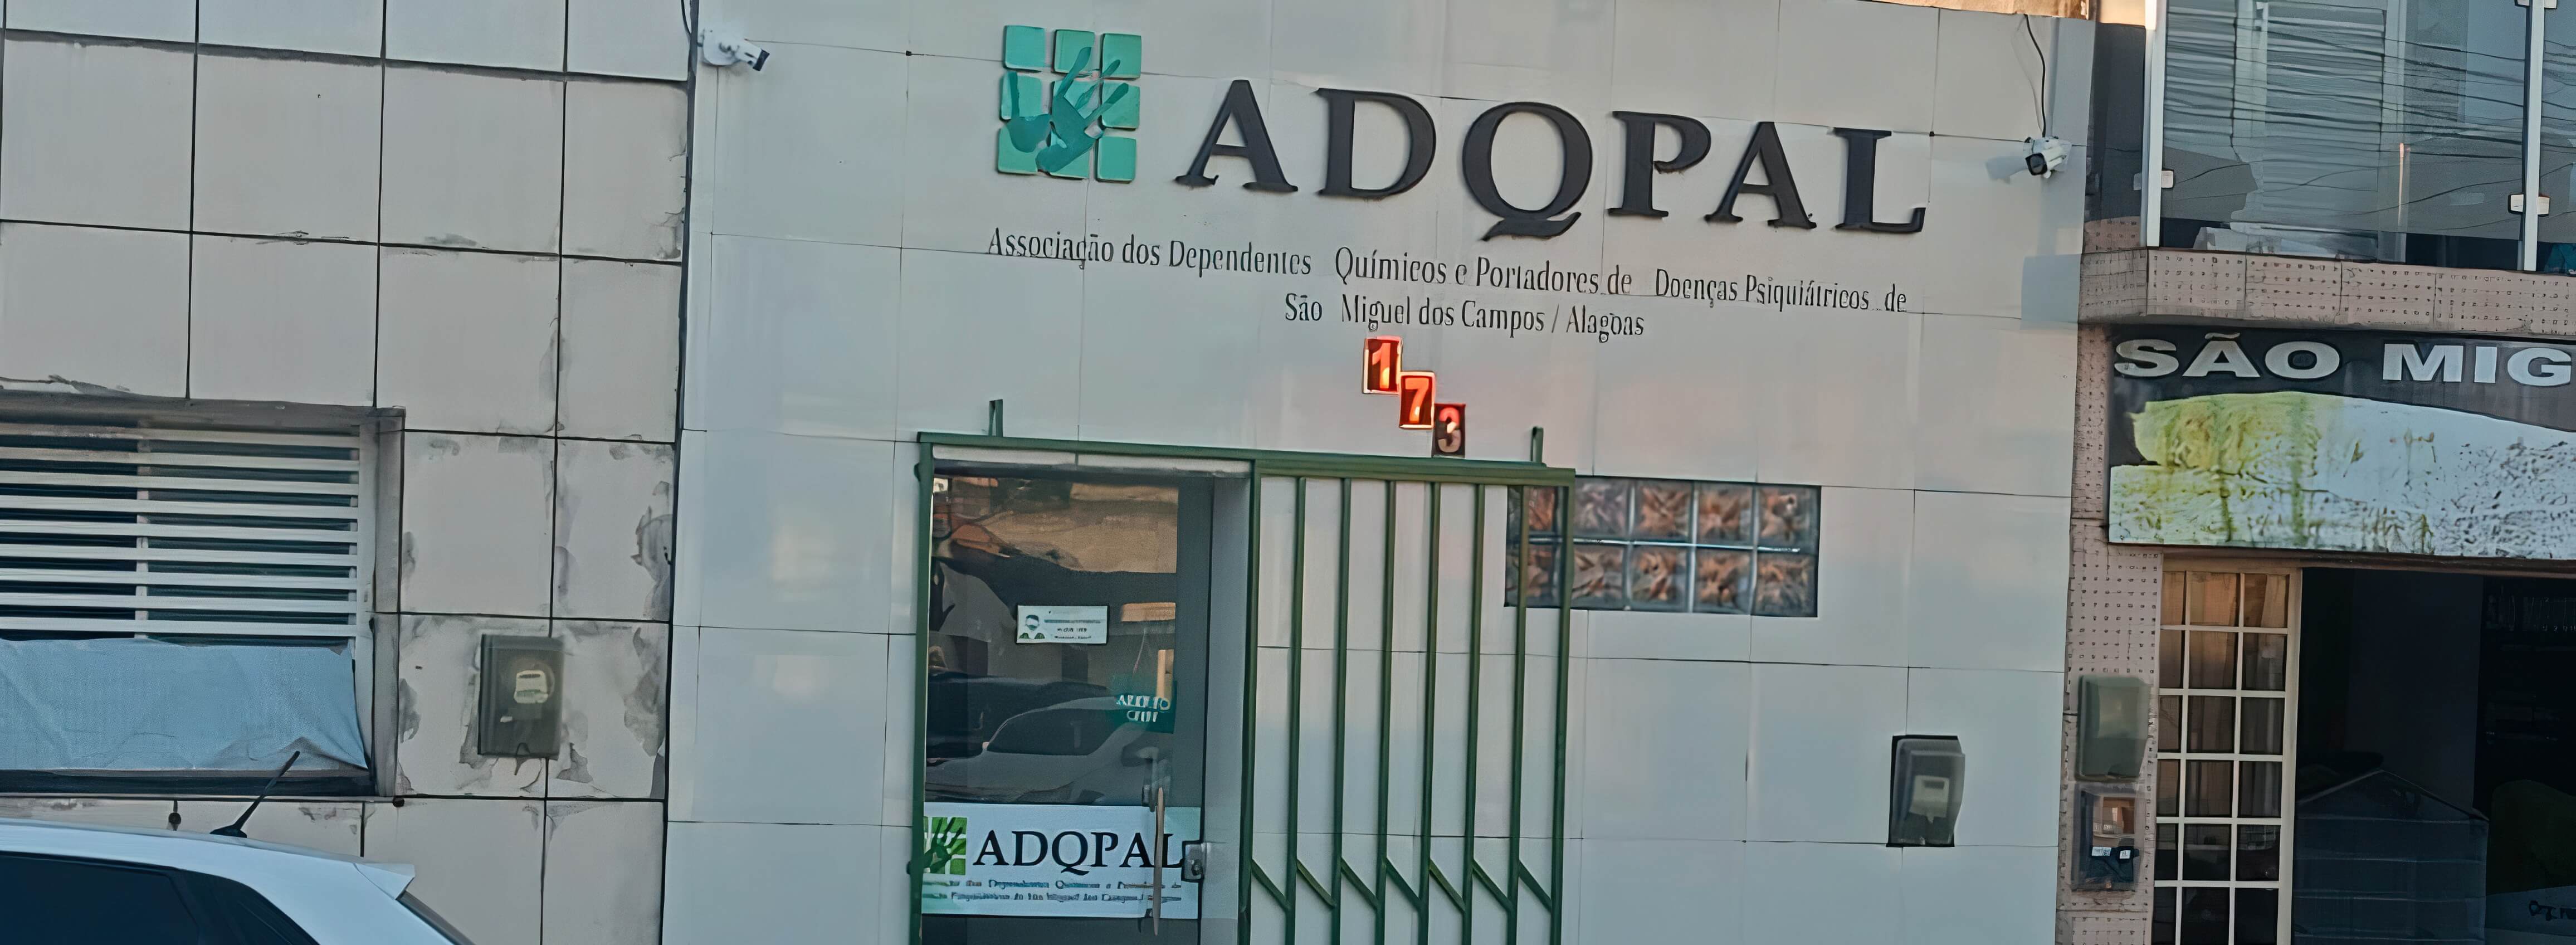 ADQPAL
Associação dos Dependentes Químicos e Portadores de Doenças Psiquiátricos de
São Miguel dos Campos / Alagoas
173
SÃO MIG
ADQPAL